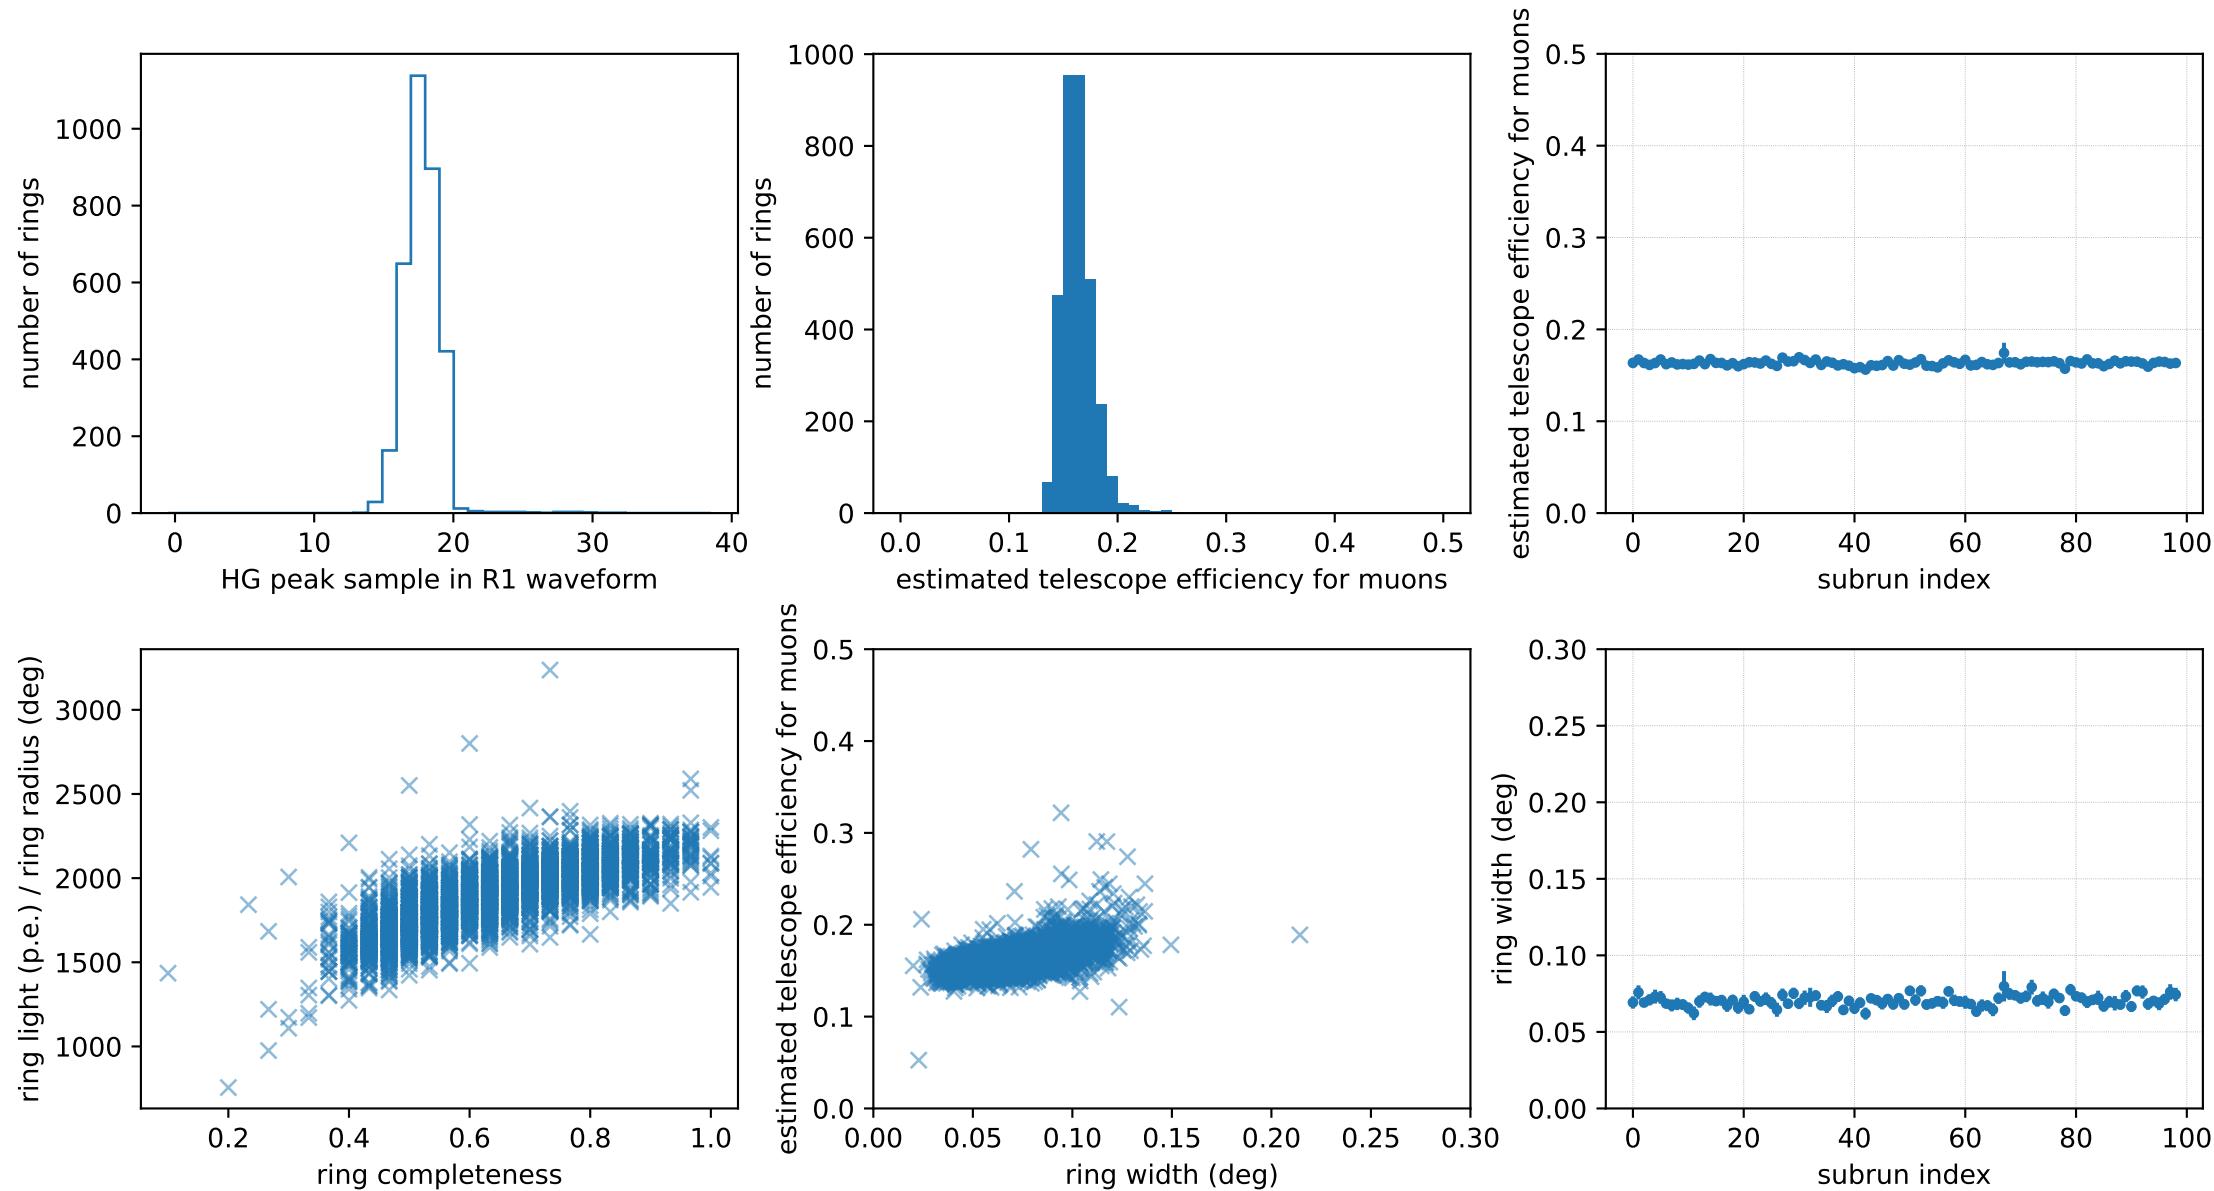 number of rings
1000
800
600
400
200
0
0 10 20 30 40
HG peak sample in R1 waveform
number of rings
1000
800
600
400
200
0
0.0 0.1 0.2 0.3 0.4 0.5
estimated telescope efficiency for muons
estimated telescope efficiency for muons
0.5
0.4
0.3
0.2
0.1
0.0
0 20 40 60 80 100
subrun index
ring light (p.e.) / ring radius (deg)
3000
2500
2000
1500
1000
0.2 0.4 0.6 0.8 1.0
ring completeness
estimated telescope efficiency for muons
0.5
0.4
0.3
0.2
0.1
0.0
0.00 0.05 0.10 0.15 0.20 0.25 0.30
ring width (deg)
ring width (deg)
0.30
0.25
0.20
0.15
0.10
0.05
0.00
0 20 40 60 80 100
subrun index